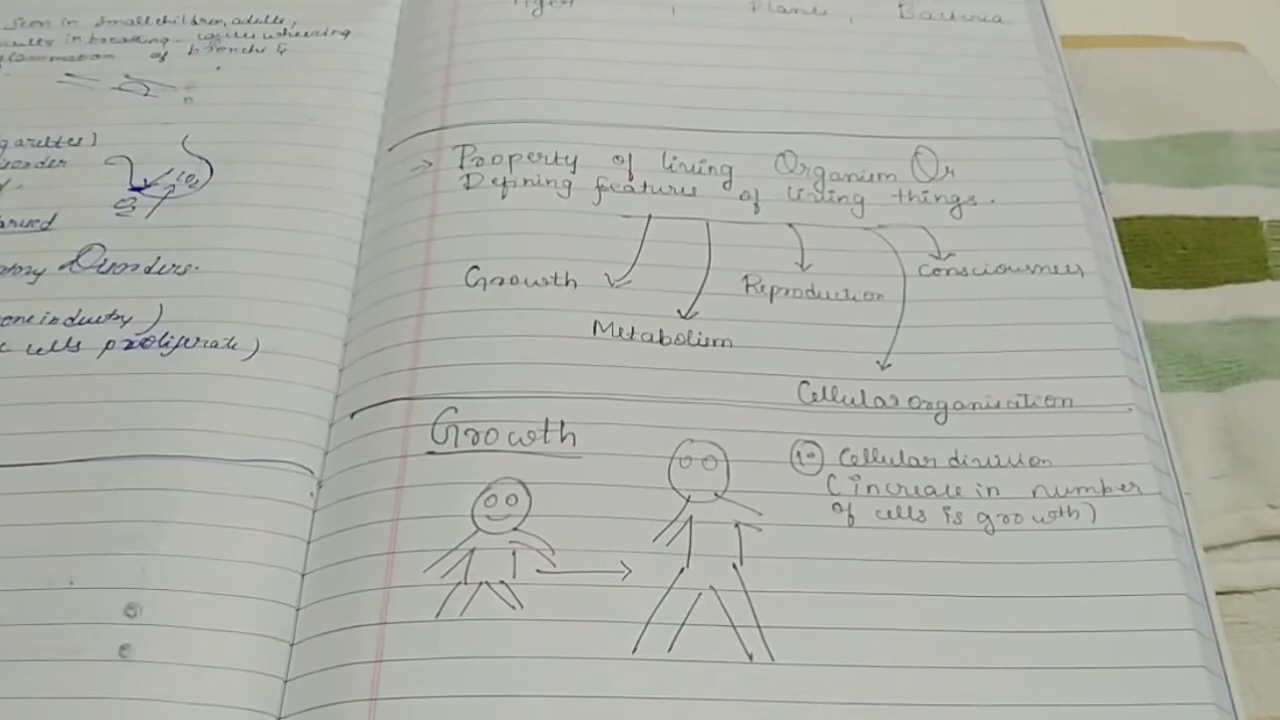 seen in small children, adults,
in breathing
of bronchi &
orders
Disorders.
one industry)
cells proliferate)
Plants, Bacteria
→ Property of living Organism Or
Defining features of living things.
Growth
Metabolism
Reproduction
Consciousness
Cellular organisation
Growth
1 Cellular division
(increase in number
of cells is growth)